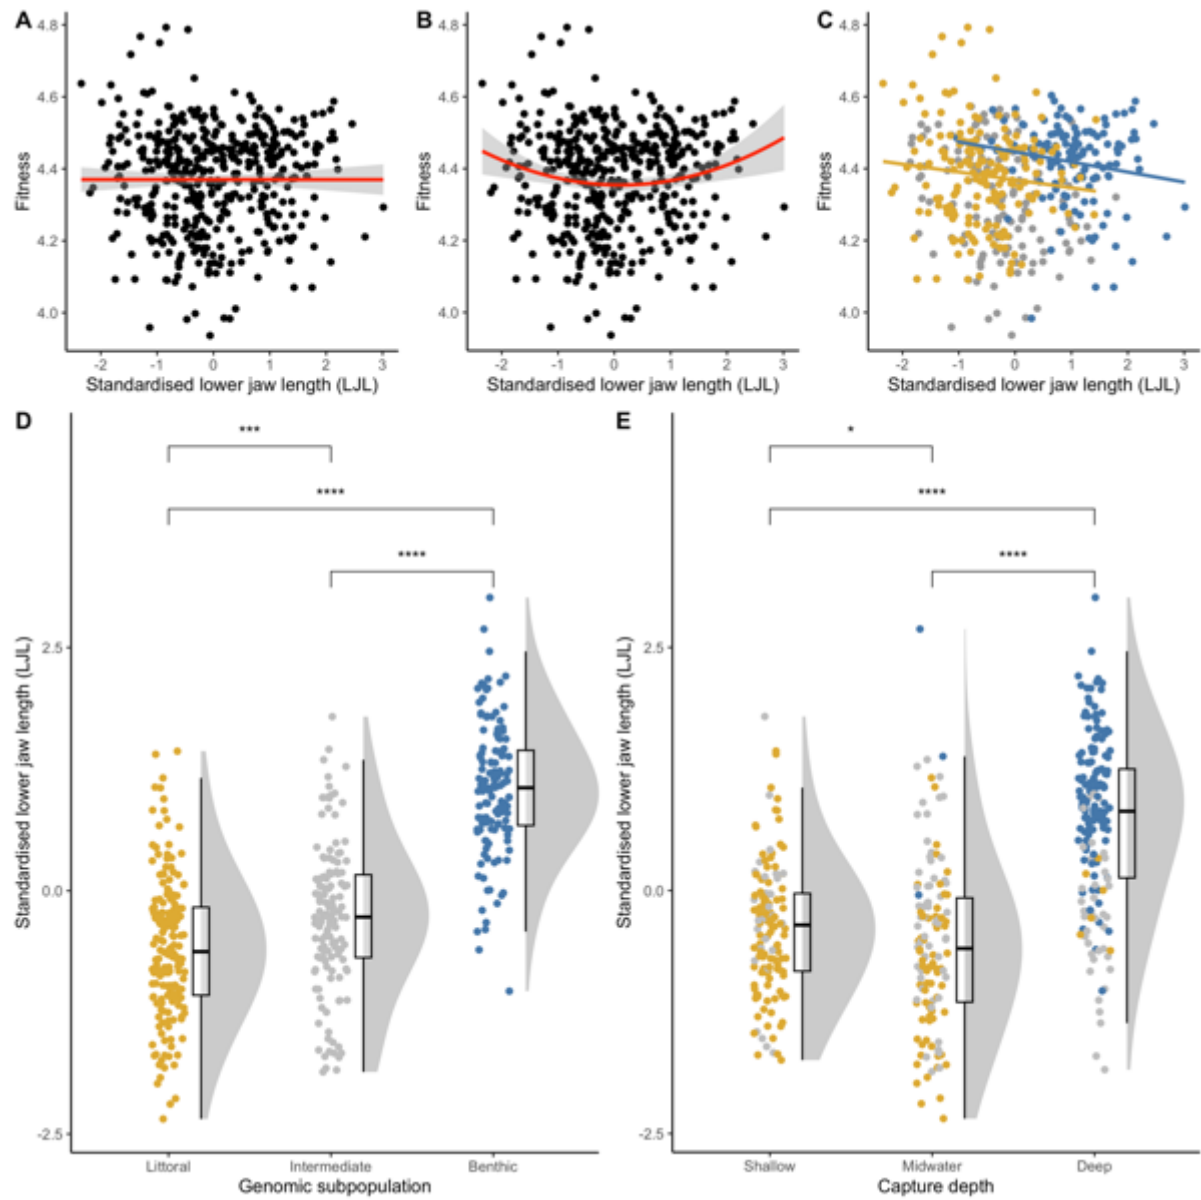 A B C
4.8 4.8 4.8
4.6 4.6 4.6
4.4 4.4 4.4
4.2 4.2 4.2
4.0 4.0 4.0
Fitness Fitness Fitness
-2 -1 0 1 2 3 -2 -1 0 1 2 3 -2 -1 0 1 2 3
Standardised lower jaw length (LJL) Standardised lower jaw length (LJL) Standardised lower jaw length (LJL)
D
***
****
****
2.5
0.0
-2.5
Standardised lower jaw length (LJL)
Littoral Intermediate Benthic
Genomic subpopulation
E
*
****
****
2.5
0.0
-2.5
Standardised lower jaw length (LJL)
Shallow Midwater Deep
Capture depth